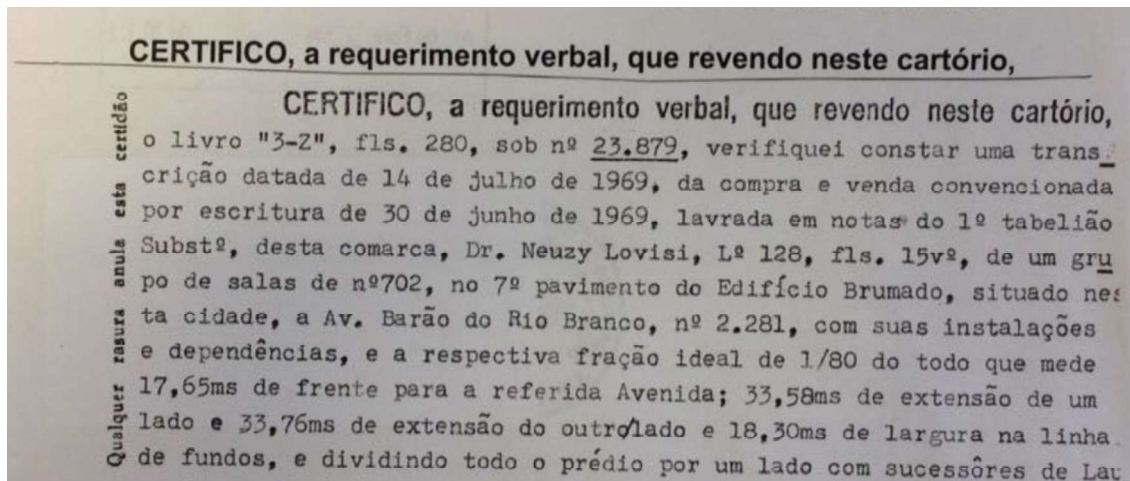 CERTIFICO, a requerimento verbal, que revendo neste cartório,
CERTIFICO, a requerimento verbal, que revendo neste cartório,
o livro "3-Z", fls. 280, sob nº 23.879, verifiquei constar uma trans
crição datada de 14 de julho de 1969, da compra e venda convencionada
por escritura de 30 de junho de 1969, lavrada em notas do 1º tabelião
Substº, desta comarca, Dr. Neuzy Lovisi, Lº 128, fls. 15vº, de um gru
po de salas de nº702, no 7º pavimento do Edifício Brumado, situado nes
ta cidade, a Av. Barão do Rio Branco, nº 2.281, com suas instalações
e dependências, e a respectiva fração ideal de 1/80 do todo que mede
17,65ms de frente para a referida Avenida; 33,58ms de extensão de um
lado e 33,76ms de extensão do outro/lado e 18,30ms de largura na linha
de fundos, e dividindo todo o prédio por um lado com sucessôres de Lau
Qualquer rasura anula esta certidão